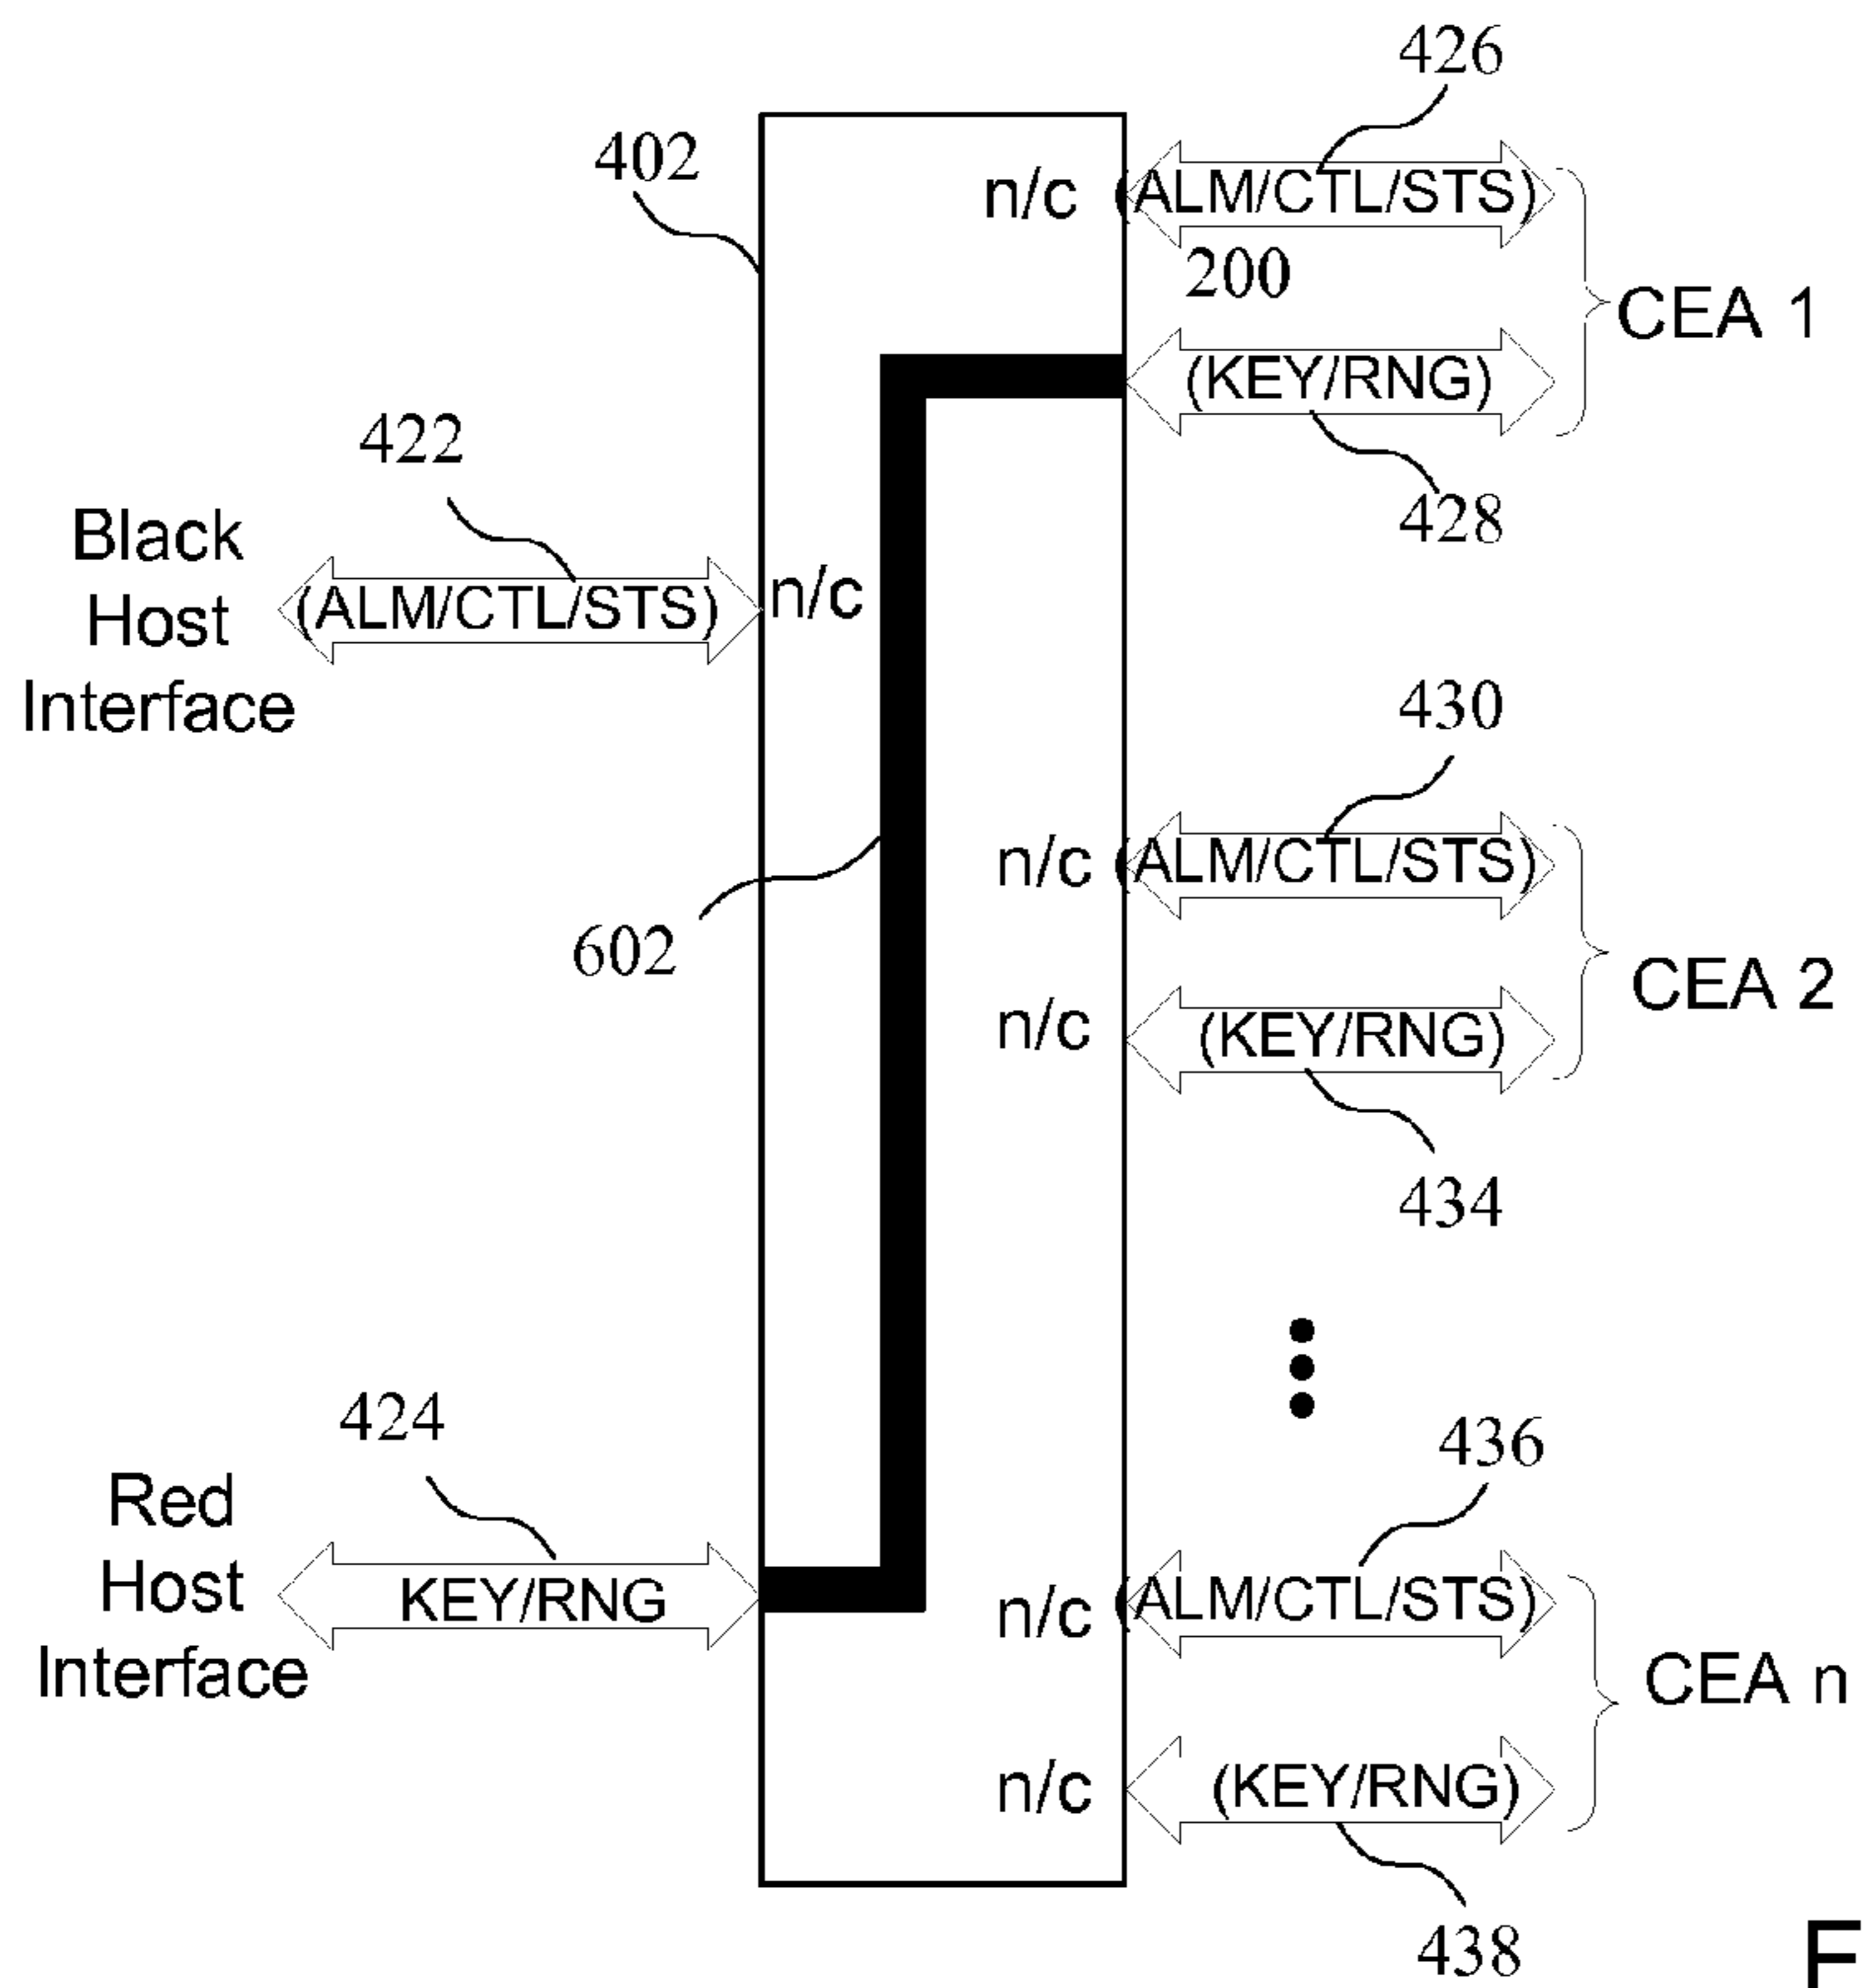 426
402
n/c (ALM/CTL/STS)
200
CEA 1
(KEY/RNG)
422
428
Black
Host
Interface
(ALM/CTL/STS)
n/c
430
n/c (ALM/CTL/STS)
602
CEA 2
n/c (KEY/RNG)
434
424
436
Red
Host
Interface
KEY/RNG
n/c (ALM/CTL/STS)
CEA n
n/c (KEY/RNG)
438
F